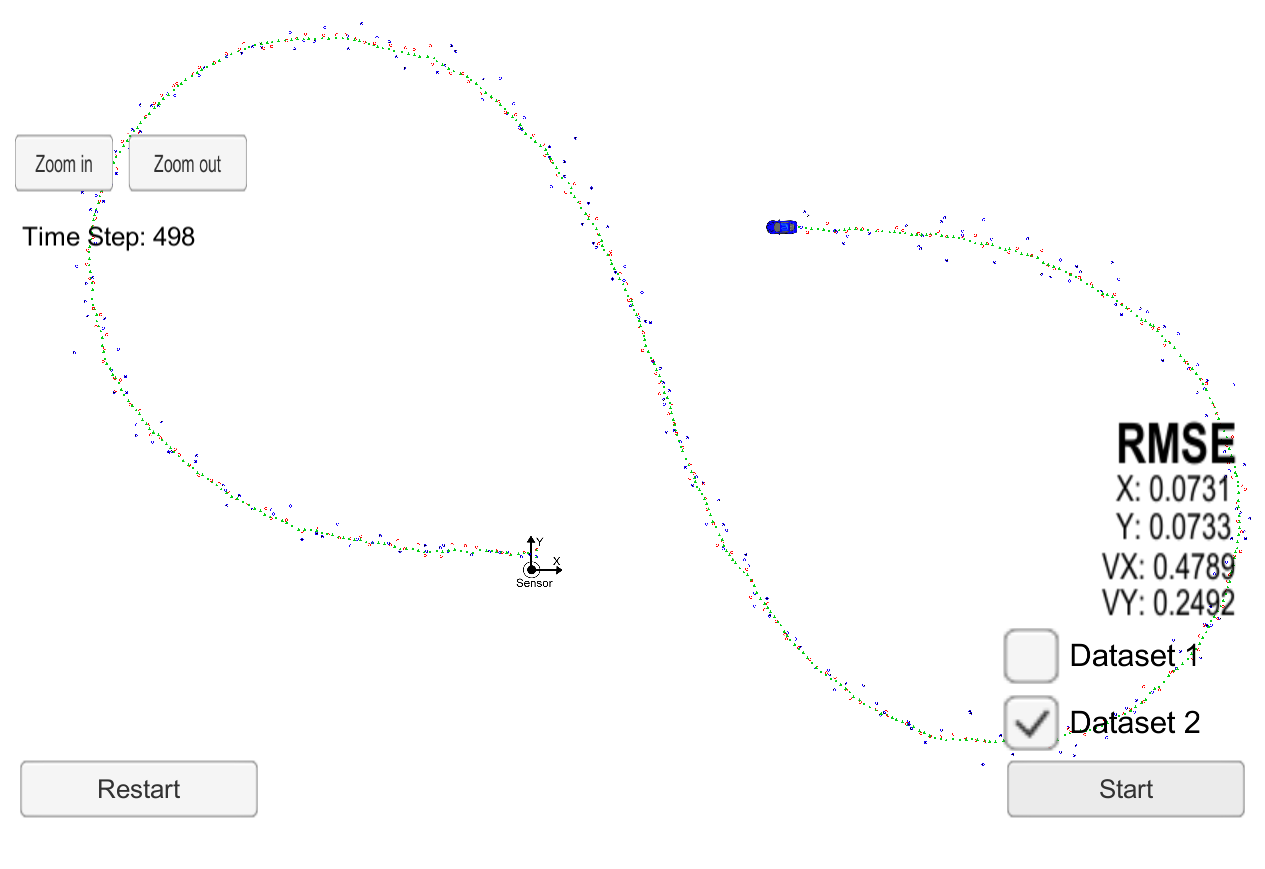 Zoom in
Zoom out
Time Step: 498
RMSE
X: 0.0731
Y: 0.0733
VX: 0.4789
VY: 0.2492
Y
X
Sensor
Dataset 1
Dataset 2
Restart
Start